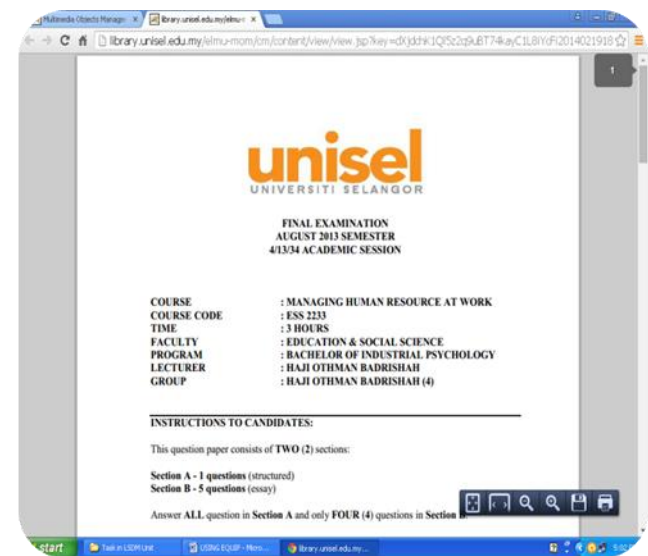 Multimedia Objects Manage
library.unisel.edu.my/elmu-
library.unisel.edu.my/elmu-mom/cm/content/view/view.jsp?key=
1
unisel
UNIVERSITI SELANGOR
FINAL EXAMINATION
AUGUST 2013 SEMESTER
4/13/34 ACADEMIC SESSION
COURSE : MANAGING HUMAN RESOURCE AT WORK
COURSE CODE : ESS 2233
TIME : 3 HOURS
FACULTY : EDUCATION & SOCIAL SCIENCE
PROGRAM : BACHELOR OF INDUSTRIAL PSYCHOLOGY
LECTURER : HAJI OTHMAN BADRISHAH
GROUP : HAJI OTHMAN BADRISHAH (4)
INSTRUCTIONS TO CANDIDATES:
This question paper consists of TWO (2) sections:
Section A - 1 questions (structured)
Section B - 5 questions (essay)
Answer ALL question in Section A and only FOUR (4) questions in Section B.
start
Task in LSDM Unit
USING EQUIP - Micro...
library.unisel.edu.my...